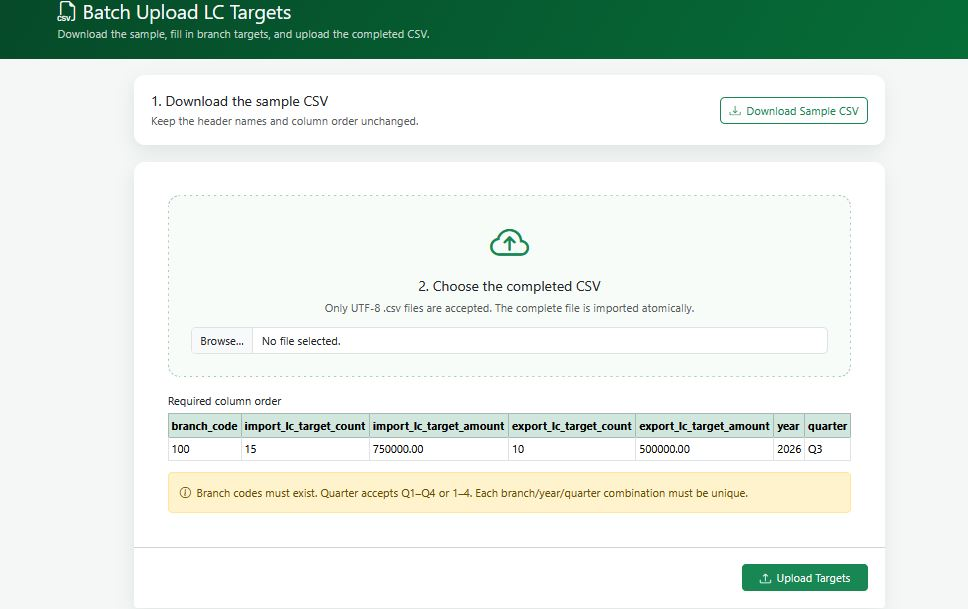 CSV Batch Upload LC Targets
Download the sample, fill in branch targets, and upload the completed CSV.
1. Download the sample CSV
Keep the header names and column order unchanged.
Download Sample CSV
2. Choose the completed CSV
Only UTF-8 .csv files are accepted. The complete file is imported atomically.
Browse... No file selected.
Required column order
branch_code import_lc_target_count import_lc_target_amount export_lc_target_count export_lc_target_amount year quarter
100 15 750000.00 10 500000.00 2026 Q3
Branch codes must exist. Quarter accepts Q1–Q4 or 1–4. Each branch/year/quarter combination must be unique.
Upload Targets